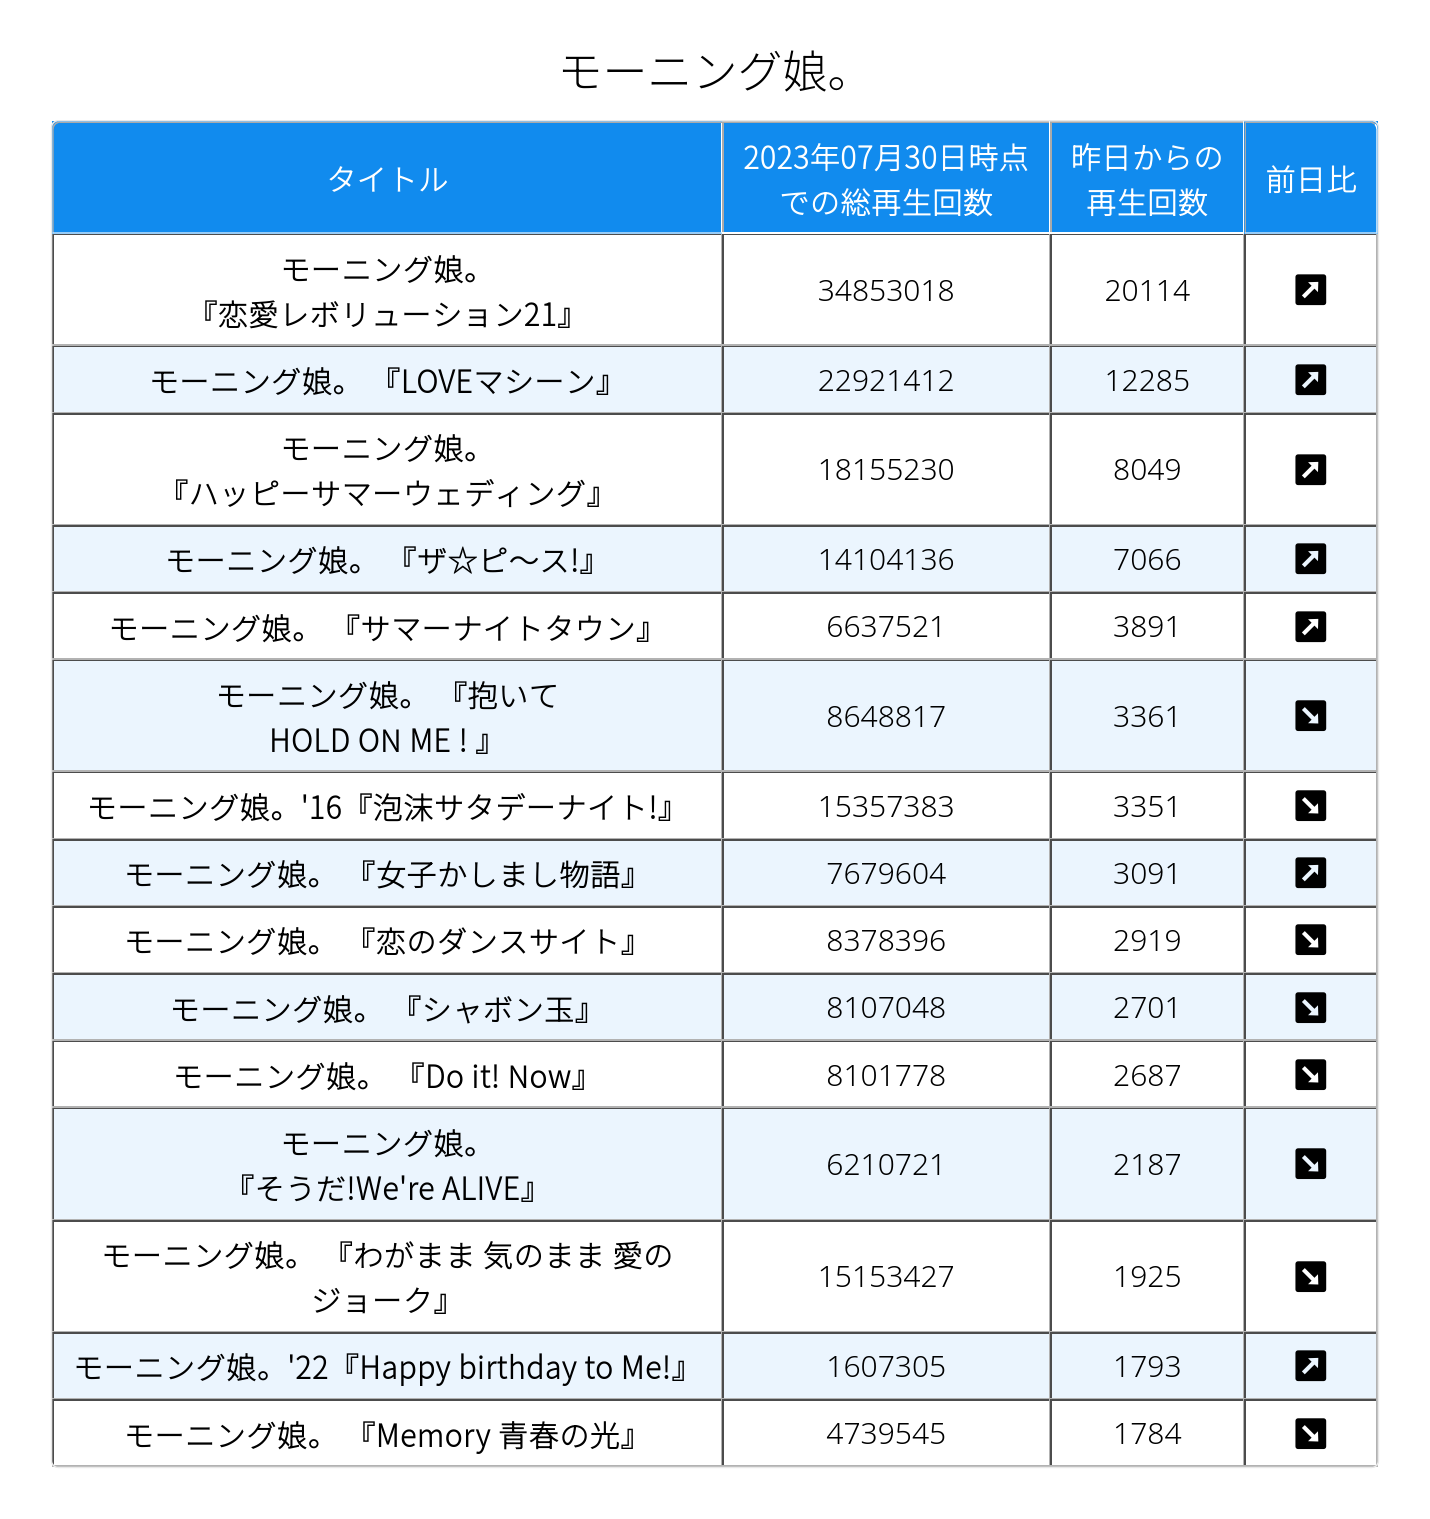 モーニング娘。
タイトル
2023年07月30日時点
での総再生回数
昨日からの
再生回数
前日比
モーニング娘。
『恋愛レボリューション21』
34853018
20114
モーニング娘。 『LOVEマシーン』
22921412
12285
モーニング娘。
『ハッピーサマーウェディング』
18155230
8049
モーニング娘。 『ザ☆ピ〜ス!』
14104136
7066
モーニング娘。 『サマーナイトタウン』
6637521
3891
モーニング娘。 『抱いて
HOLD ON ME ! 』
8648817
3361
モーニング娘。'16『泡沫サタデーナイト!』
15357383
3351
モーニング娘。 『女子かしまし物語』
7679604
3091
モーニング娘。 『恋のダンスサイト』
8378396
2919
モーニング娘。 『シャボン玉』
8107048
2701
モーニング娘。 『Do it! Now』
8101778
2687
モーニング娘。
『そうだ!We're ALIVE』
6210721
2187
モーニング娘。 『わがまま 気のまま 愛の
ジョーク』
15153427
1925
モーニング娘。'22『Happy birthday to Me!』
1607305
1793
モーニング娘。 『Memory 青春の光』
4739545
1784